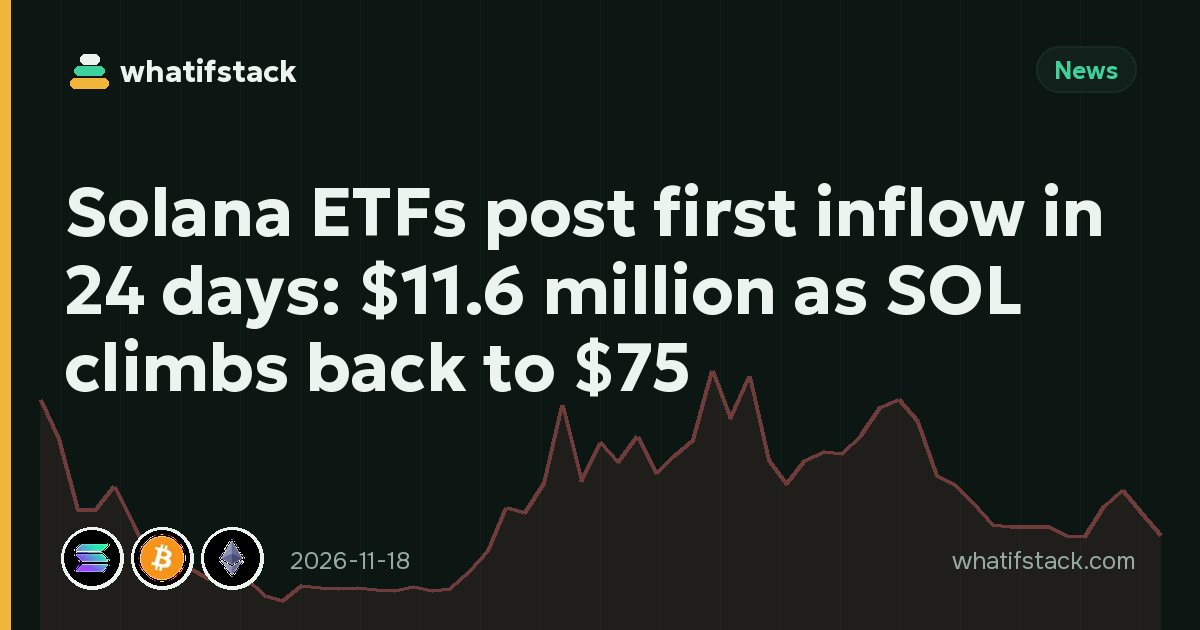 whatifstack
News
Solana ETFs post first inflow in
24 days: $11.6 million as SOL
climbs back to $75
2026-11-18
whatifstack.com